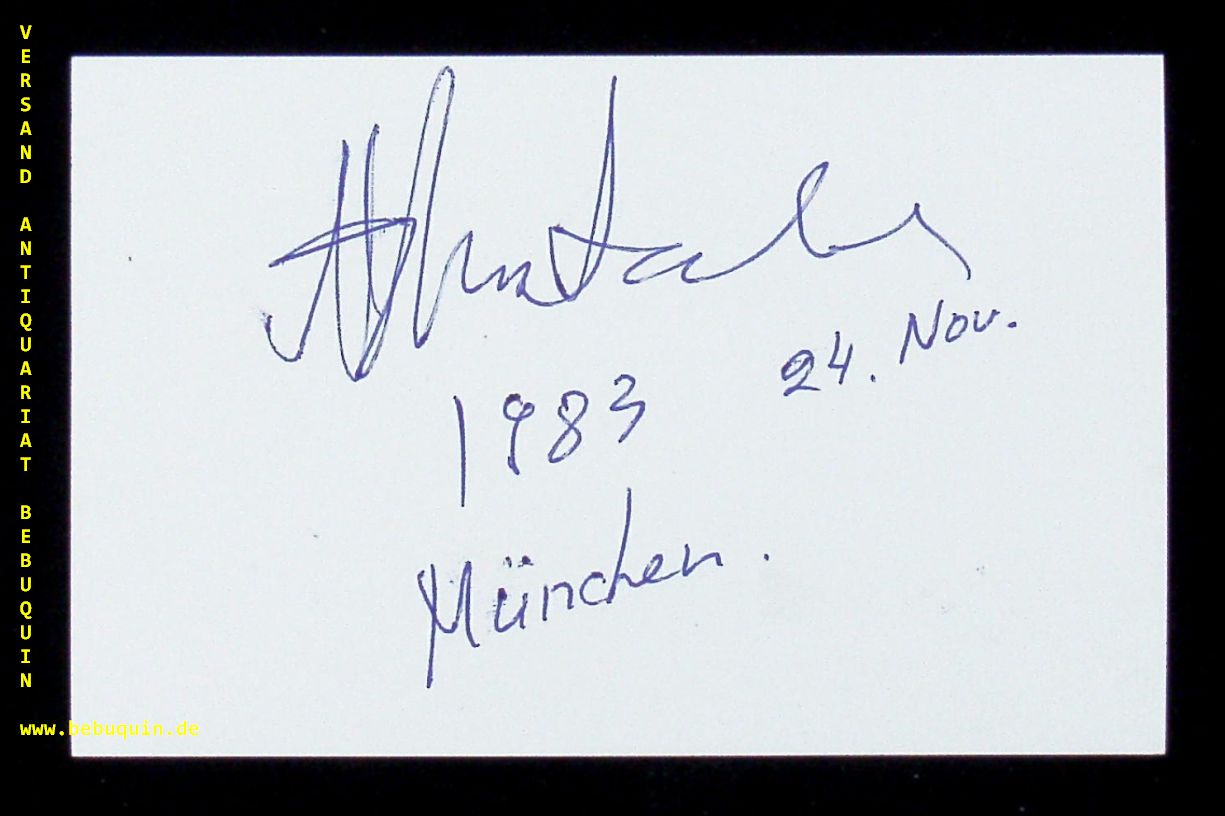 VERSAND ANTIQUARIAT BEBUQUIN
24. Nov.
1983
München.
www.bebuquin.de